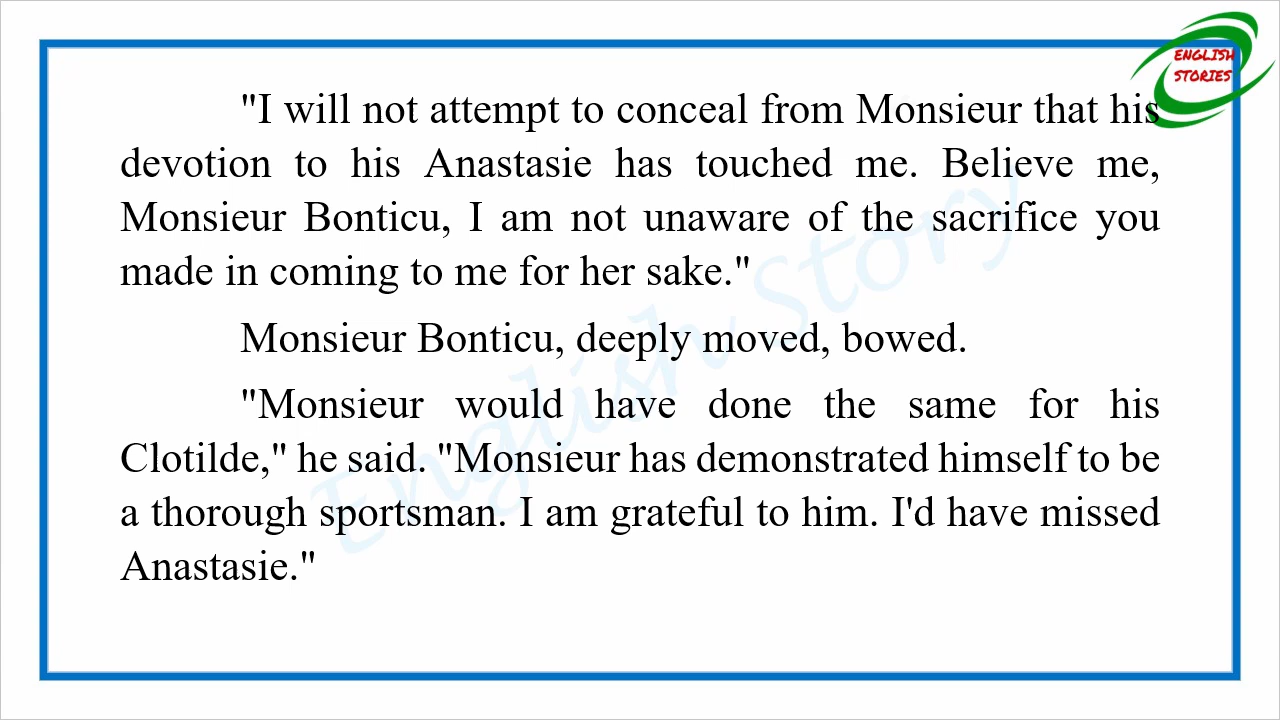 ENGLISH
STORIES
"I will not attempt to conceal from Monsieur that his
devotion to his Anastasie has touched me. Believe me,
Monsieur Bonticu, I am not unaware of the sacrifice you
made in coming to me for her sake."
Monsieur Bonticu, deeply moved, bowed.
"Monsieur would have done the same for his
Clotilde," he said. "Monsieur has demonstrated himself to be
a thorough sportsman. I am grateful to him. I'd have missed
Anastasie."
English Story